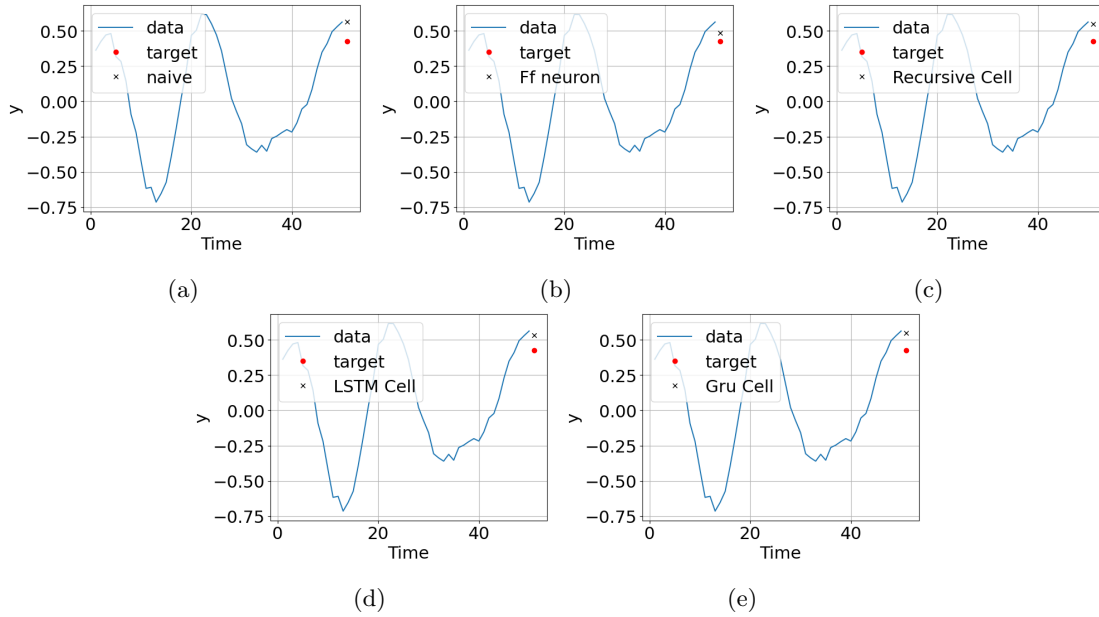 0.50
0.25
0.00
−0.25
−0.50
−0.75
y
data
target
naive
0
20
40
Time
(a)
0.50
0.25
0.00
−0.25
−0.50
−0.75
y
data
target
Ff neuron
0
20
40
Time
(b)
0.50
0.25
0.00
−0.25
−0.50
−0.75
y
data
target
Recursive Cell
0
20
40
Time
(c)
0.50
0.25
0.00
−0.25
−0.50
−0.75
y
data
target
LSTM Cell
0
20
40
Time
(d)
0.50
0.25
0.00
−0.25
−0.50
−0.75
y
data
target
Gru Cell
0
20
40
Time
(e)